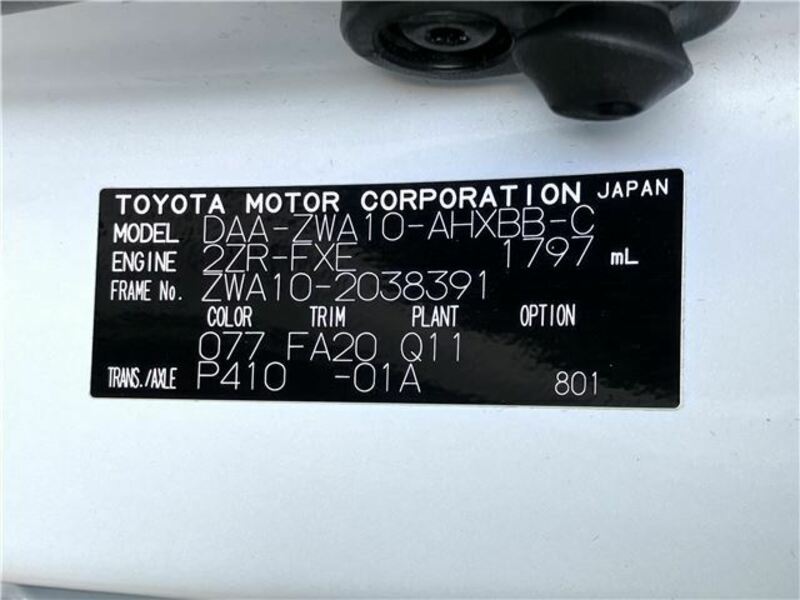 TOYOTA MOTOR CORPORATION JAPAN
MODEL DAA-ZWA10-AHXBB-C
ENGINE 2ZR-FXE 1797 mL
FRAME No. ZWA10-2038391
COLOR TRIM PLANT OPTION
077 FA20 Q11
TRANS./AXLE P410 -01A 801